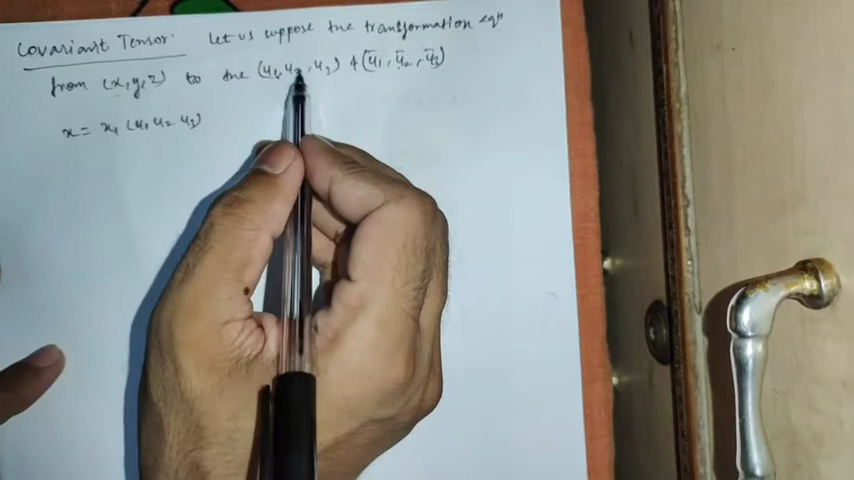 Covariant Tensor. Let us suppose the transformation eqn
from (x, y, z) to the (u₁, u₂, u₃) & (ū₁, ū₂, ū₃)
x = x₁ (u₁ u₂ u₃)